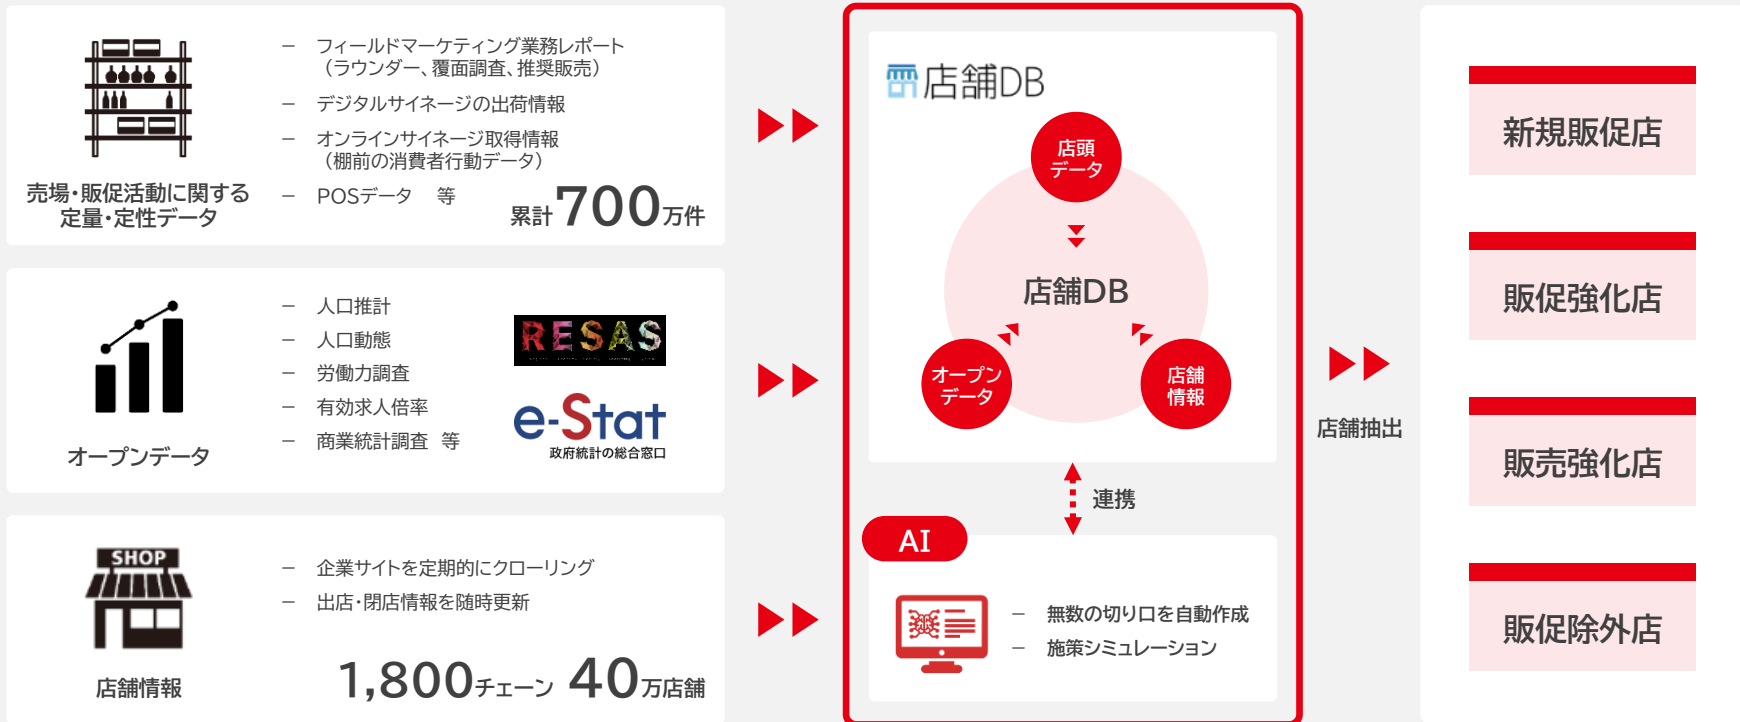 － フィールドマーケティング業務レポート
（ラウンダー、覆面調査、推奨販売）
－ デジタルサイネージの出荷情報
－ オンラインサイネージ取得情報
（棚前の消費者行動データ）
－ POSデータ 等
売場・販促活動に関する
定量・定性データ
累計700万件
－ 人口推計
－ 人口動態
－ 労働力調査
－ 有効求人倍率
－ 商業統計調査 等
オープンデータ
RESAS
e-Stat
政府統計の総合窓口
SHOP
－ 企業サイトを定期的にクローリング
－ 出店・閉店情報を随時更新
店舗情報
1,800チェーン 40万店舗
店舗DB
店頭
データ
店舗DB
オープン
データ
店舗
情報
連携
AI
－ 無数の切り口を自動作成
－ 施策シミュレーション
店舗抽出
新規販促店
販促強化店
販売強化店
販促除外店